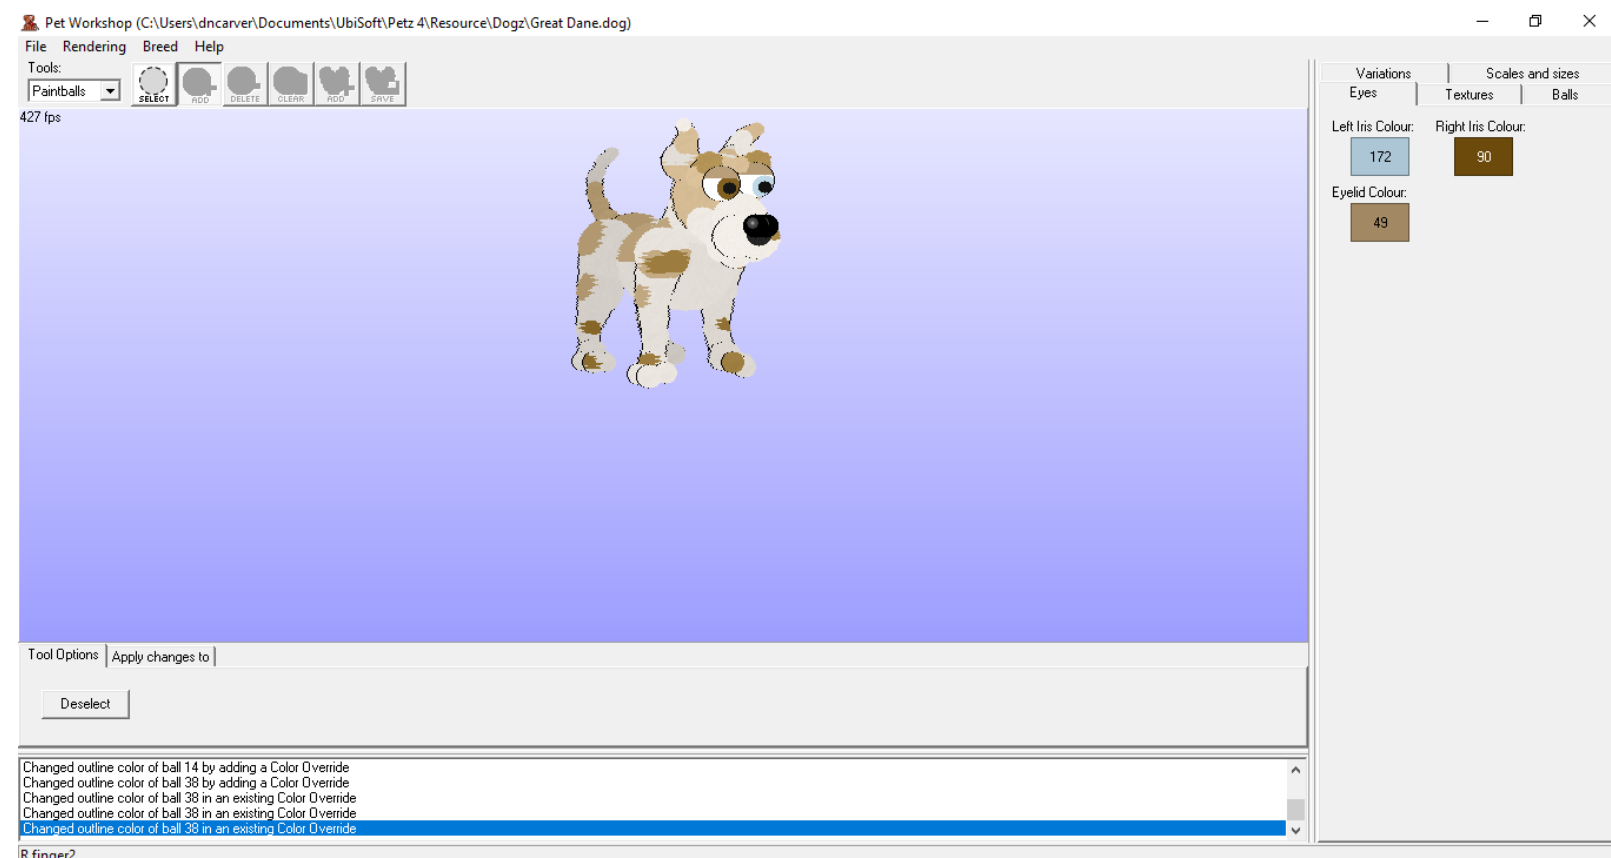 Pet Workshop (C:\Users\dncarver\Documents\UbiSoft\Petz 4\Resource\Dogz\Great Dane.dog)
File Rendering Breed Help
Tools:
Paintballs
SELECT ADD DELETE CLEAR ADD SAVE
427 fps
Variations Scales and sizes
Eyes Textures Balls
Left Iris Colour: Right Iris Colour:
172 90
Eyelid Colour:
49
Tool Options Apply changes to
Deselect
Changed outline color of ball 14 by adding a Color Override
Changed outline color of ball 38 by adding a Color Override
Changed outline color of ball 38 in an existing Color Override
Changed outline color of ball 38 in an existing Color Override
Changed outline color of ball 38 in an existing Color Override
R finger2